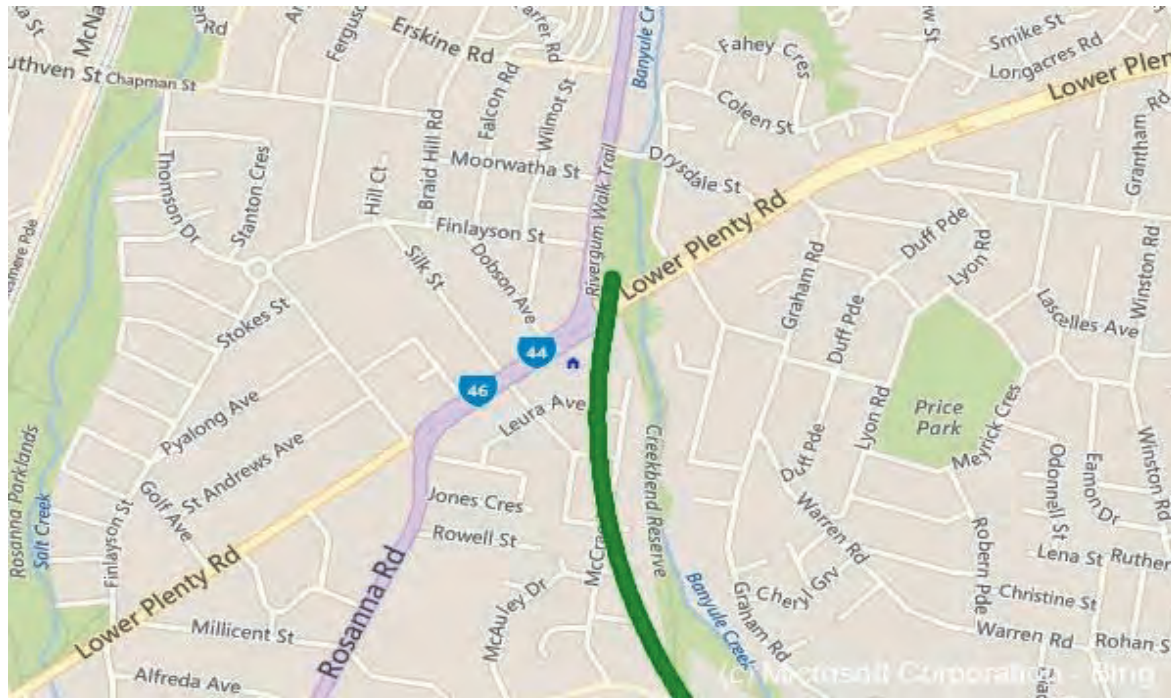 McNa
Erskine Rd
Falcon Rd
Wilmot St
Banyule Cr
Fahey Cres
Smike St
Longacres Rd
Lower Plen
uthven St
Chapman St
Braid Hill Rd
Coleen St
Grantham
Rd
Moorwatha St
Drysdale St
Thomson Dr
Stanton Cres
Hill Ct
Rivergum Walk Trail
Finlayson St
Lower Plenty Rd
Duff Pde
Lyon Rd
Graham Rd
Winston Rd
Silk St
Dobson Ave
Stokes St
Duff Pde
Lascelles Ave
44
46
Pyalong Ave
Leura Ave
Price
Park
Lyon Rd
Meyrick Cres
St Andrews Ave
Creekbend Reserve
Duff Pde
Odonnell St
Eamon Dr
Winston Rd
Rosanna Parklands
Salt Creek
Golf Ave
Finlayson St
Jones Cres
Rowell St
Warren Rd
Robern Pde
Lena St
Ruther
Lower Plenty Rd
Rosanna Rd
McCre
McAuley Dr
Banyule Creek
Graham Rd
Cheryl Grv
Christine St
Millicent St
Warren Rd
Rohan S
Alfreda Ave
(c) Microsoft Corporation - Bing